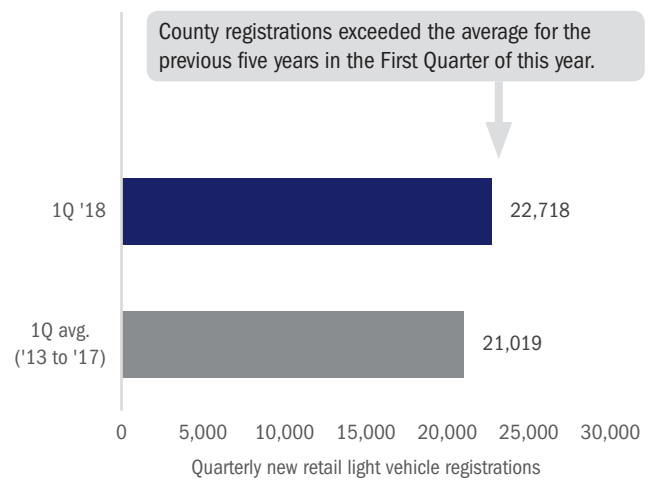 County registrations exceeded the average for the
previous five years in the First Quarter of this year.
1Q '18
22,718
1Q avg.
('13 to '17)
21,019
0 5,000 10,000 15,000 20,000 25,000 30,000
Quarterly new retail light vehicle registrations